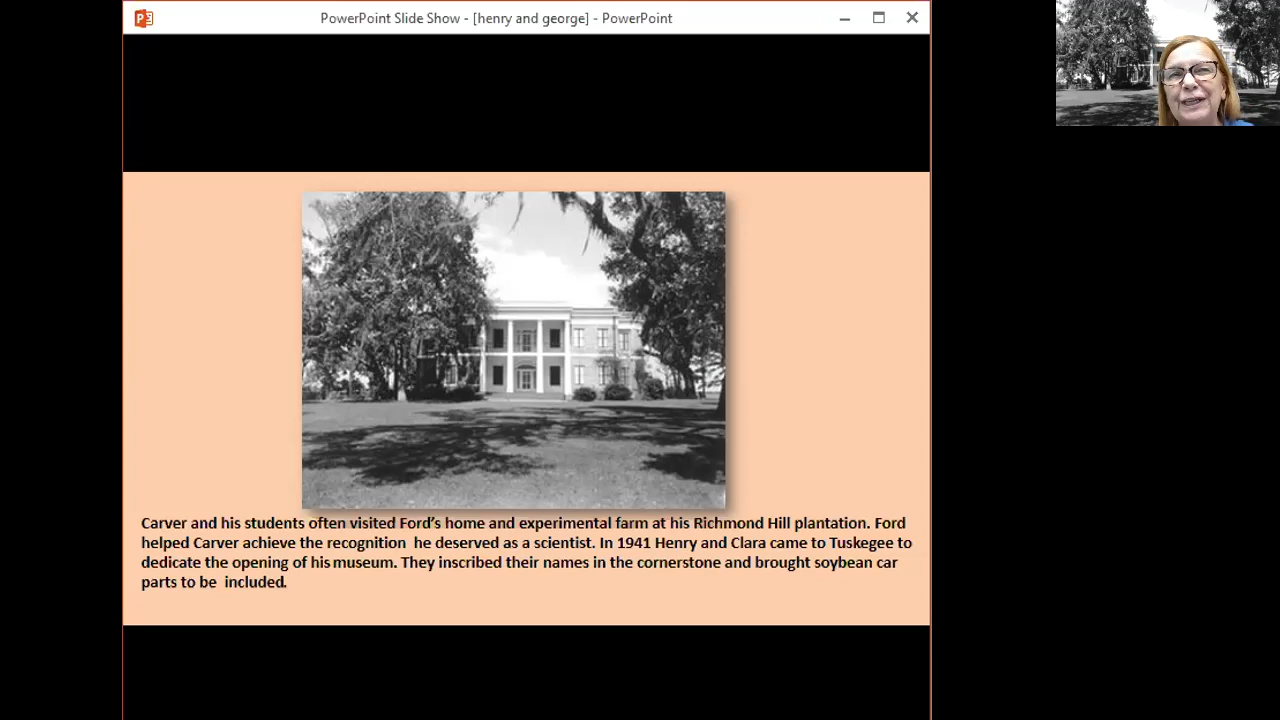 PowerPoint Slide Show - [henry and george] - PowerPoint
Carver and his students often visited Ford's home and experimental farm at his Richmond Hill plantation. Ford
helped Carver achieve the recognition  he deserved as a scientist. In 1941 Henry and Clara came to Tuskegee to
dedicate the opening of his museum. They inscribed their names in the cornerstone and brought soybean car
parts to be  included.